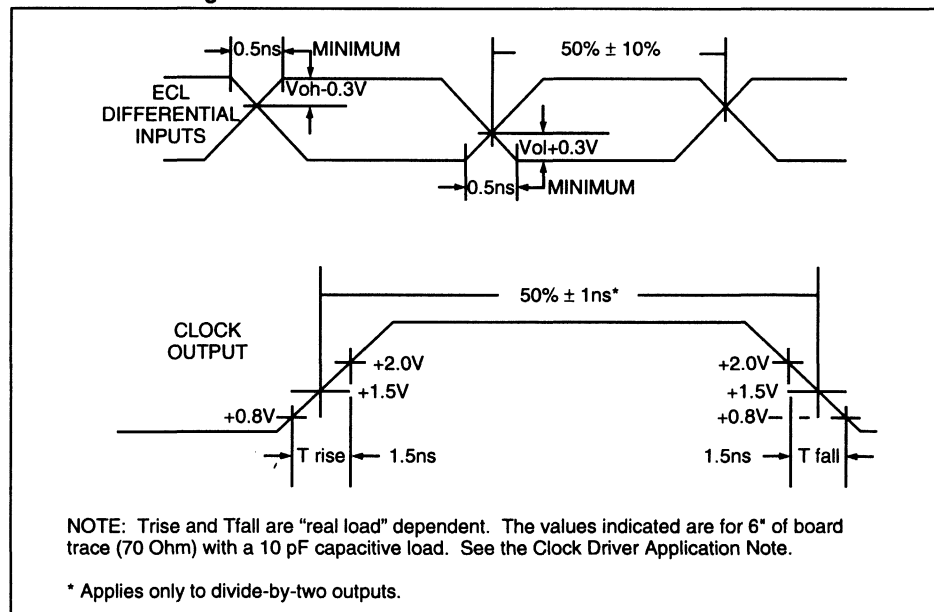 0.5ns MINIMUM 50% ± 10%
Voh-0.3V
ECL
DIFFERENTIAL
INPUTS
Vol+0.3V
0.5ns MINIMUM
50% ± 1ns*
CLOCK
OUTPUT
+2.0V +2.0V
+1.5V +1.5V
+0.8V +0.8V
T rise 1.5ns 1.5ns T fall
NOTE: Trise and Tfall are "real load" dependent. The values indicated are for 6" of board
trace (70 Ohm) with a 10 pF capacitive load. See the Clock Driver Application Note.
* Applies only to divide-by-two outputs.